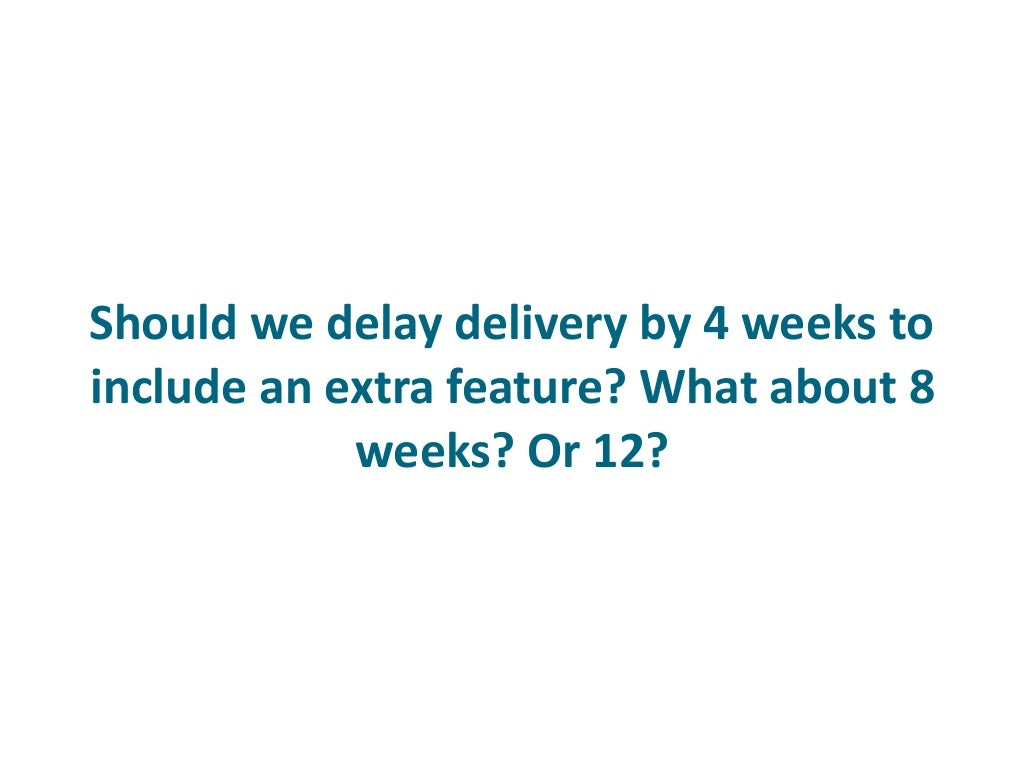 Should we delay delivery by 4 weeks to
include an extra feature? What about 8
weeks? Or 12?